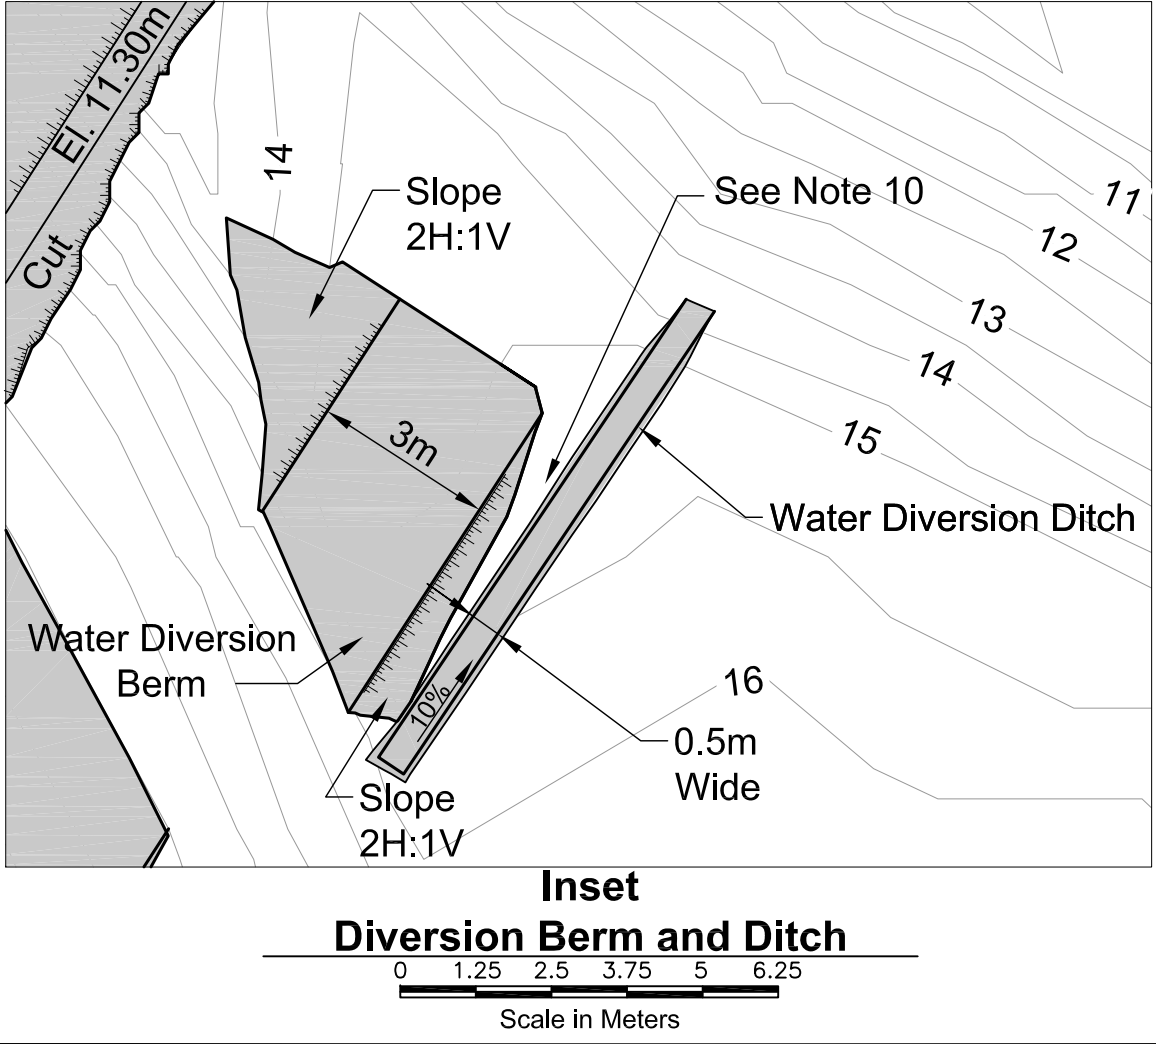 El. 11.30m
Cut
14
Slope
2H:1V
See Note 10
11
12
13
14
15
3m
Water Diversion Ditch
Water Diversion
Berm
10%
16
0.5m
Wide
Slope
2H:1V
Inset
Diversion Berm and Ditch
0 1.25 2.5 3.75 5 6.25
Scale in Meters